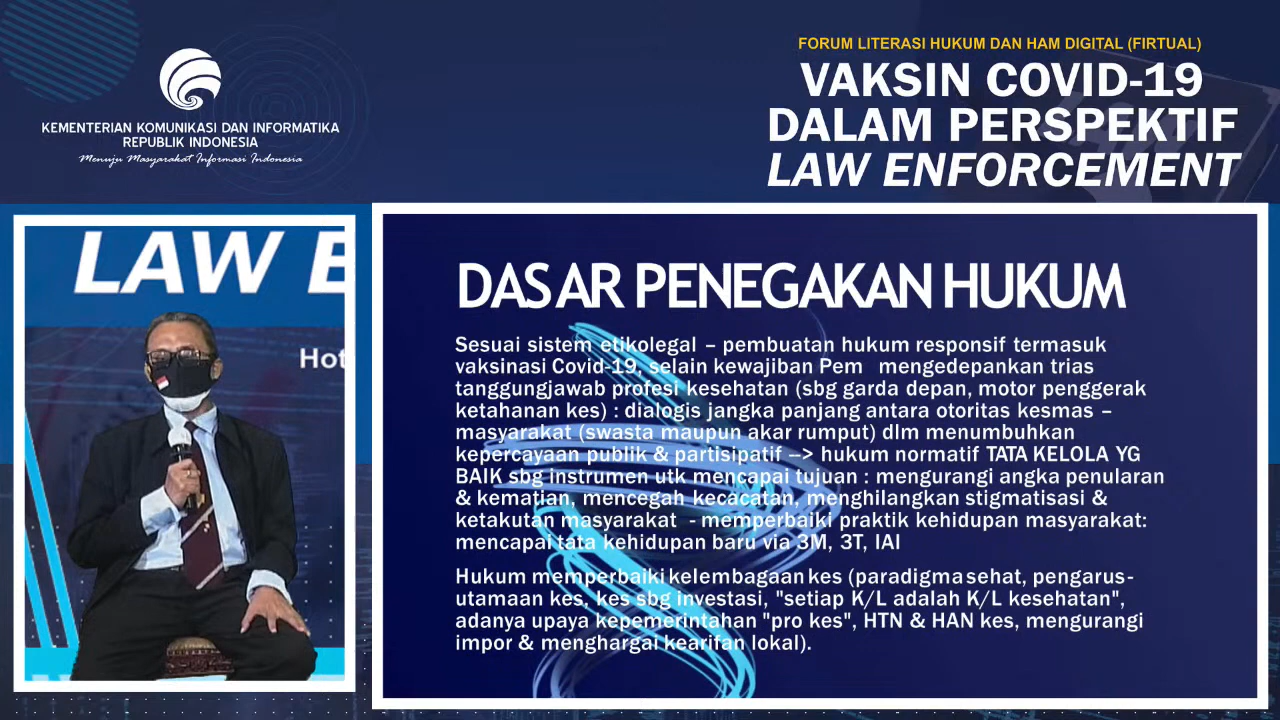 KEMENTERIAN KOMUNIKASI DAN INFORMATIKA
REPUBLIK INDONESIA
Menuju Masyarakat Informasi Indonesia
FORUM LITERASI HUKUM DAN HAM DIGITAL (FIRTUAL)
VAKSIN COVID-19
DALAM PERSPEKTIF
LAW ENFORCEMENT
LAW E
Hot
DASAR PENEGAKAN HUKUM
Sesuai sistem etikolegal – pembuatan hukum responsif termasuk
vaksinasi Covid-19, selain kewajiban Pem mengedepankan trias
tanggungjawab profesi kesehatan (sbg garda depan, motor penggerak
ketahanan kes) : dialogis jangka panjang antara otoritas kesmas –
masyarakat (swasta maupun akar rumput) dlm menumbuhkan
kepercayaan publik & partisipatif --> hukum normatif TATA KELOLA YG
BAIK sbg instrumen utk mencapai tujuan : mengurangi angka penularan
& kematian, mencegah kecacatan, menghilangkan stigmatisasi &
ketakutan masyarakat - memperbaiki praktik kehidupan masyarakat:
mencapai tata kehidupan baru via 3M, 3T, IAI
Hukum memperbaiki kelembagaan kes (paradigma sehat, pengarus-
utamaan kes, kes sbg investasi, "setiap K/L adalah K/L kesehatan",
adanya upaya kepemerintahan "pro kes", HTN & HAN kes, mengurangi
impor & menghargai kearifan lokal).